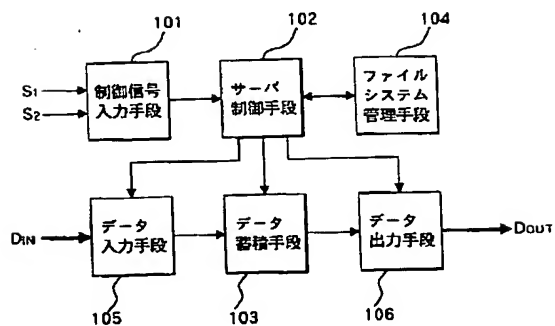 101
102
104
S1
S2
制御信号
入力手段
サーバ
制御手段
ファイル
システム
管理手段
DIN
データ
入力手段
データ
蓄積手段
データ
出力手段
DOUT
105
103
106